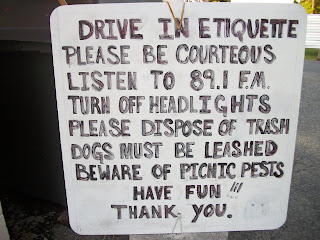 DRIVE IN ETIQUETTE
PLEASE BE COURTEOUS
LISTEN TO 89.1 F.M.
TURN OFF HEADLIGHTS
PLEASE DISPOSE OF TRASH
DOGS MUST BE LEASHED
BEWARE OF PICNIC PESTS
HAVE FUN !!!
THANK YOU.